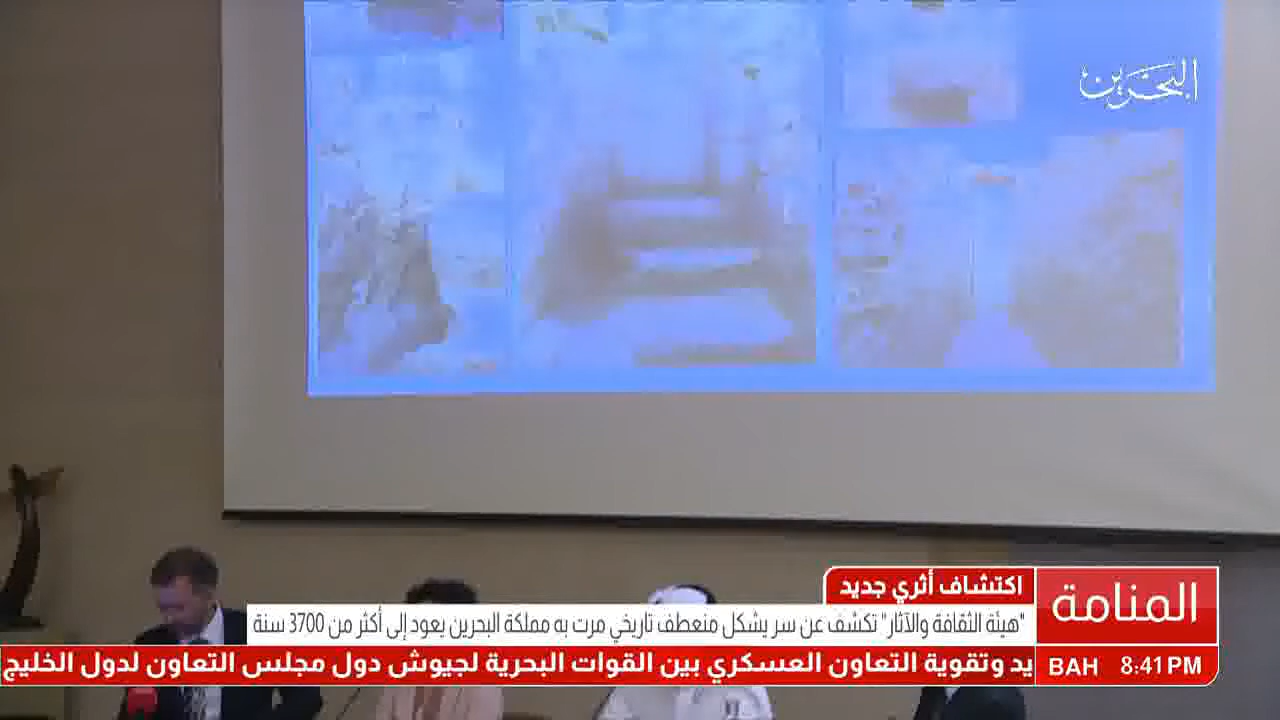 البحرين
اكتشاف أثري جديد
المنامة
"هيئة الثقافة والآثار" تكشف عن سر يشكل منعطف تاريخي مرت به مملكة البحرين يعود إلى أكثر من 3700 سنة
يد وتقوية التعاون العسكري بين القوات البحرية لجيوش دول مجلس التعاون لدول الخليج
BAH 8:41 PM